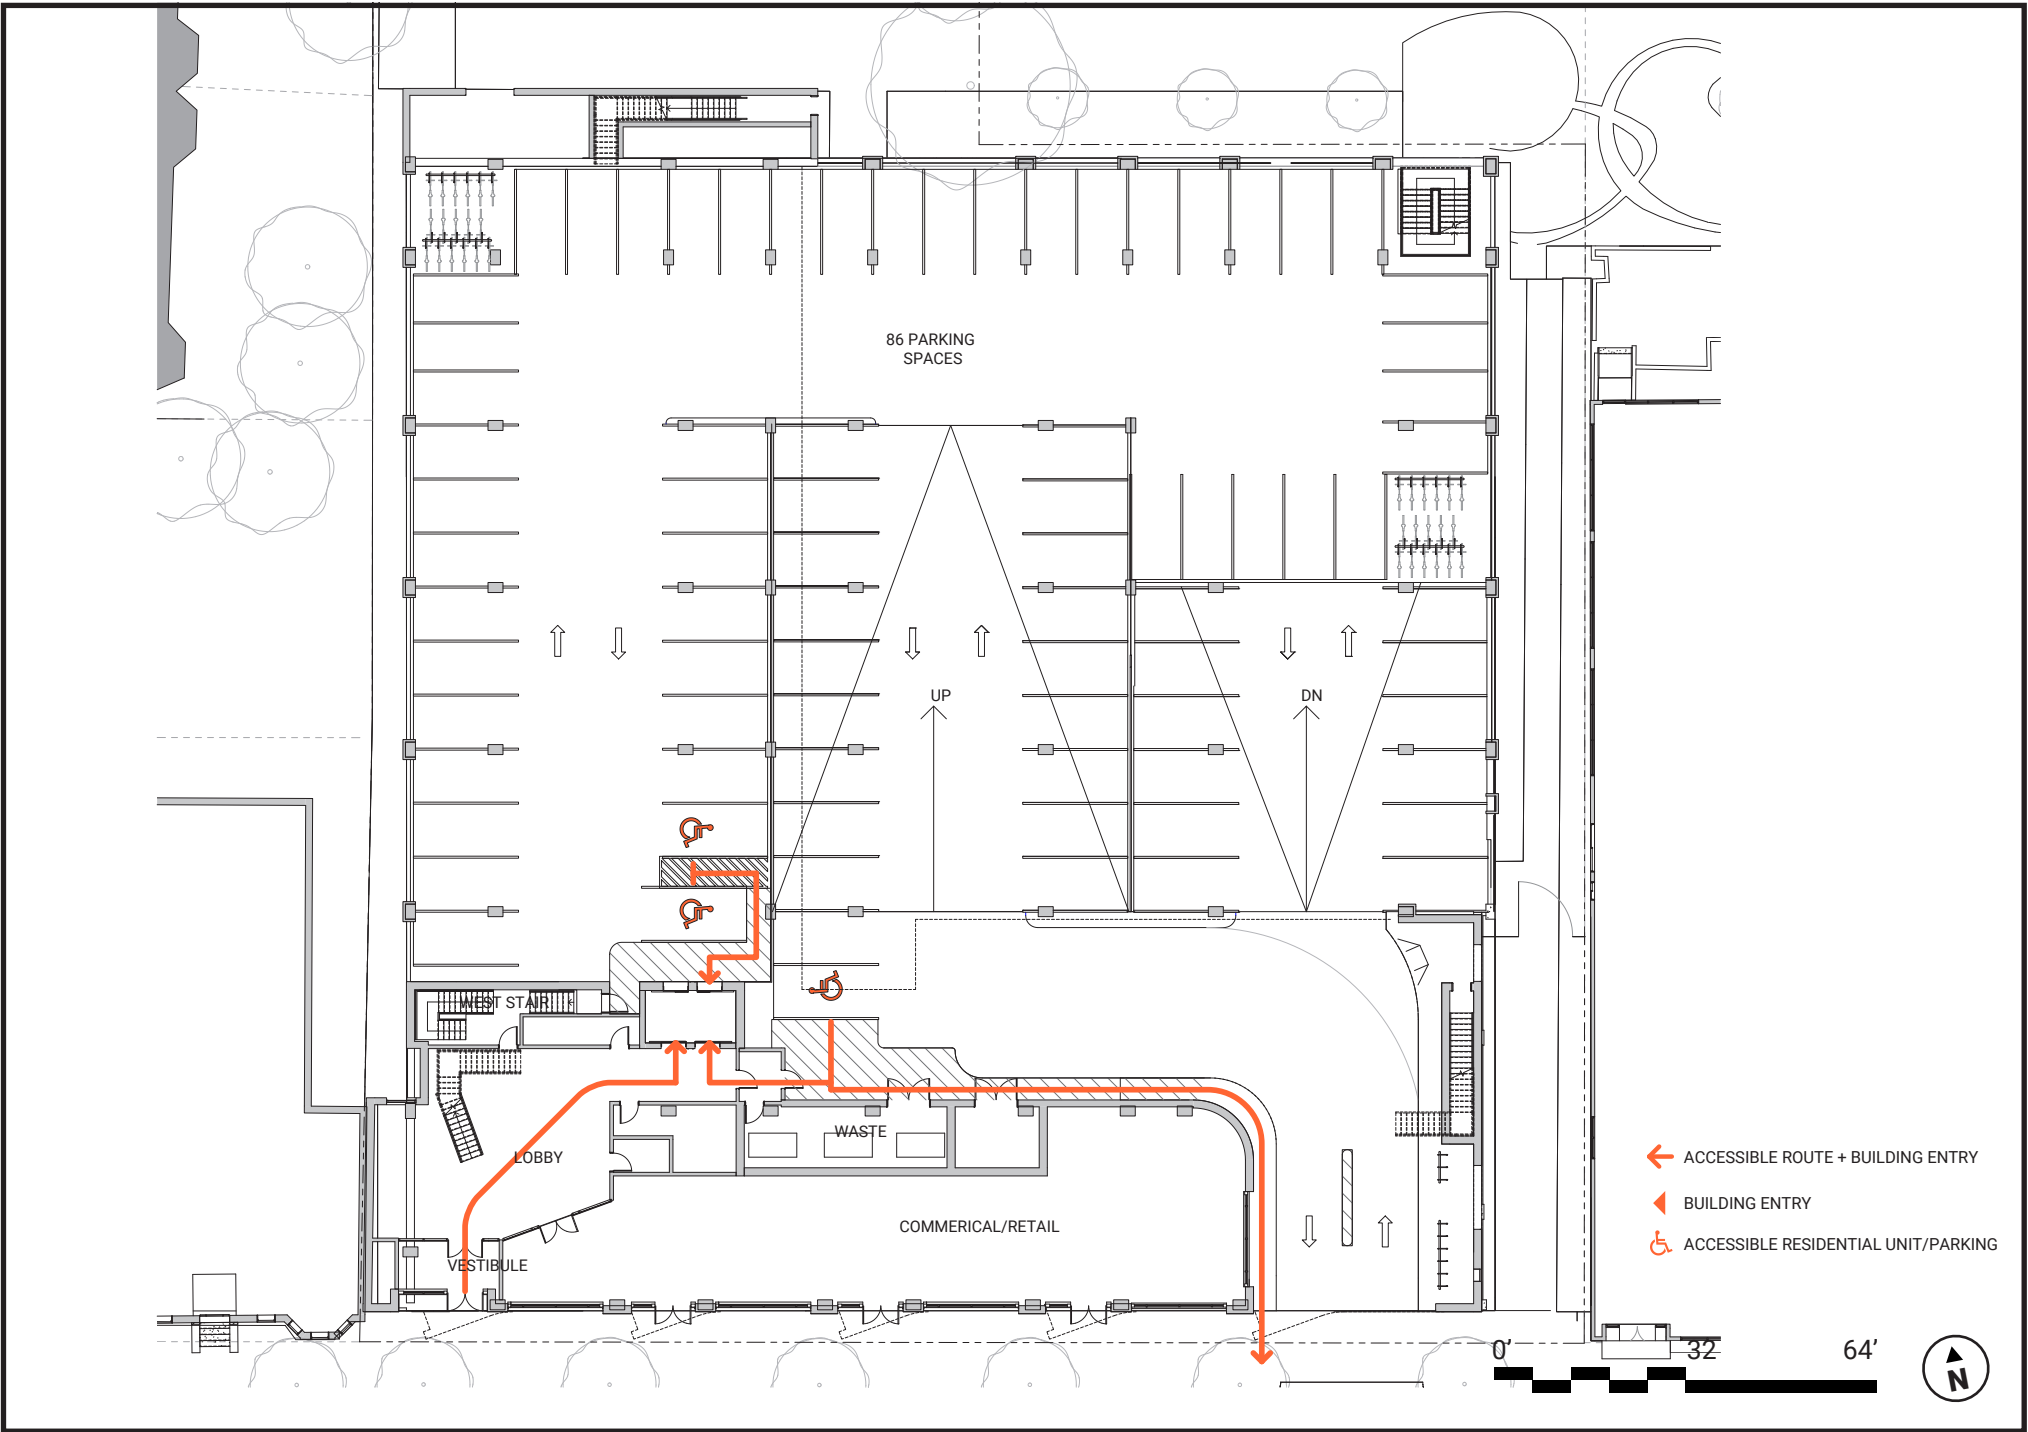 86 PARKING
SPACES
UP
DN
WEST STAIR
WASTE
LOBBY
COMMERICAL/RETAIL
VESTIBULE
ACCESSIBLE ROUTE + BUILDING ENTRY
BUILDING ENTRY
ACCESSIBLE RESIDENTIAL UNIT/PARKING
0' 32 64'
N